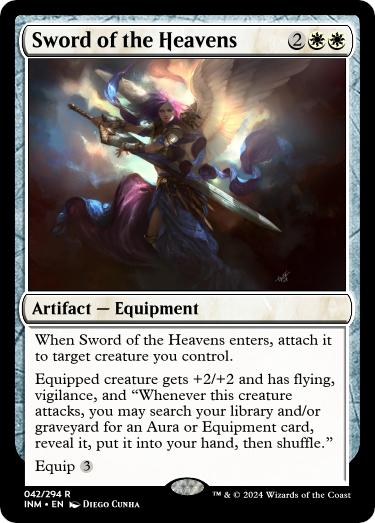 Sword of the Heavens 2
Artifact — Equipment
When Sword of the Heavens enters, attach it
to target creature you control.
Equipped creature gets +2/+2 and has flying,
vigilance, and “Whenever this creature
attacks, you may search your library and/or
graveyard for an Aura or Equipment card,
reveal it, put it into your hand, then shuffle.”
Equip 3
042/294 R
INM • EN Diego Cunha
™ & © 2024 Wizards of the Coast